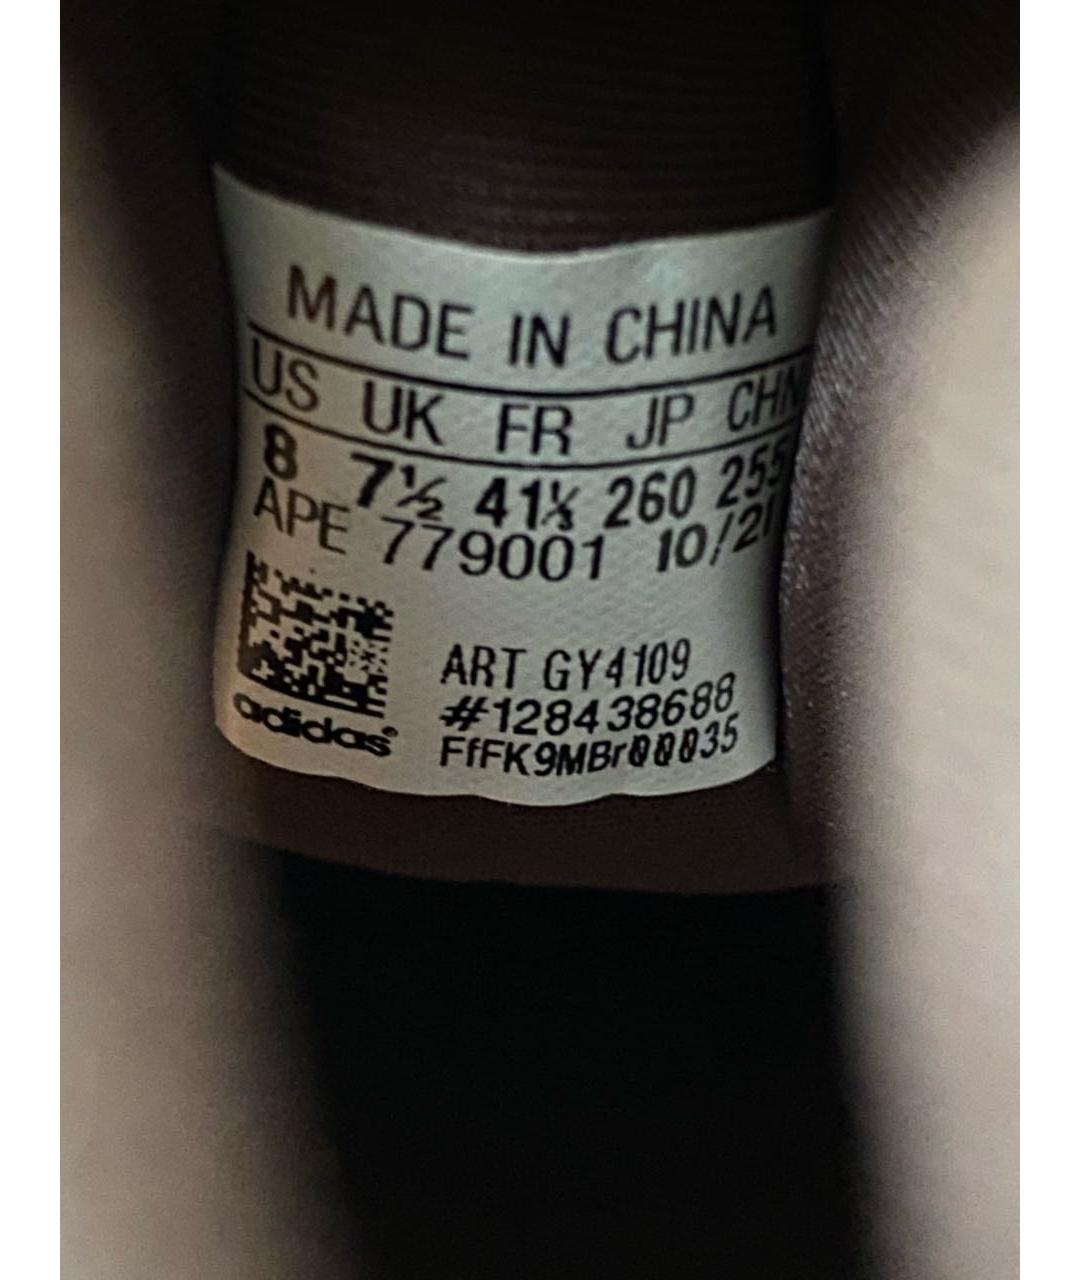 MADE IN CHINA
US UK FR JP CHN
8 7½ 41⅓ 260 255
APE 779001 10/21
ART GY4109
#128438688
FfFK9MBr00035
adidas®